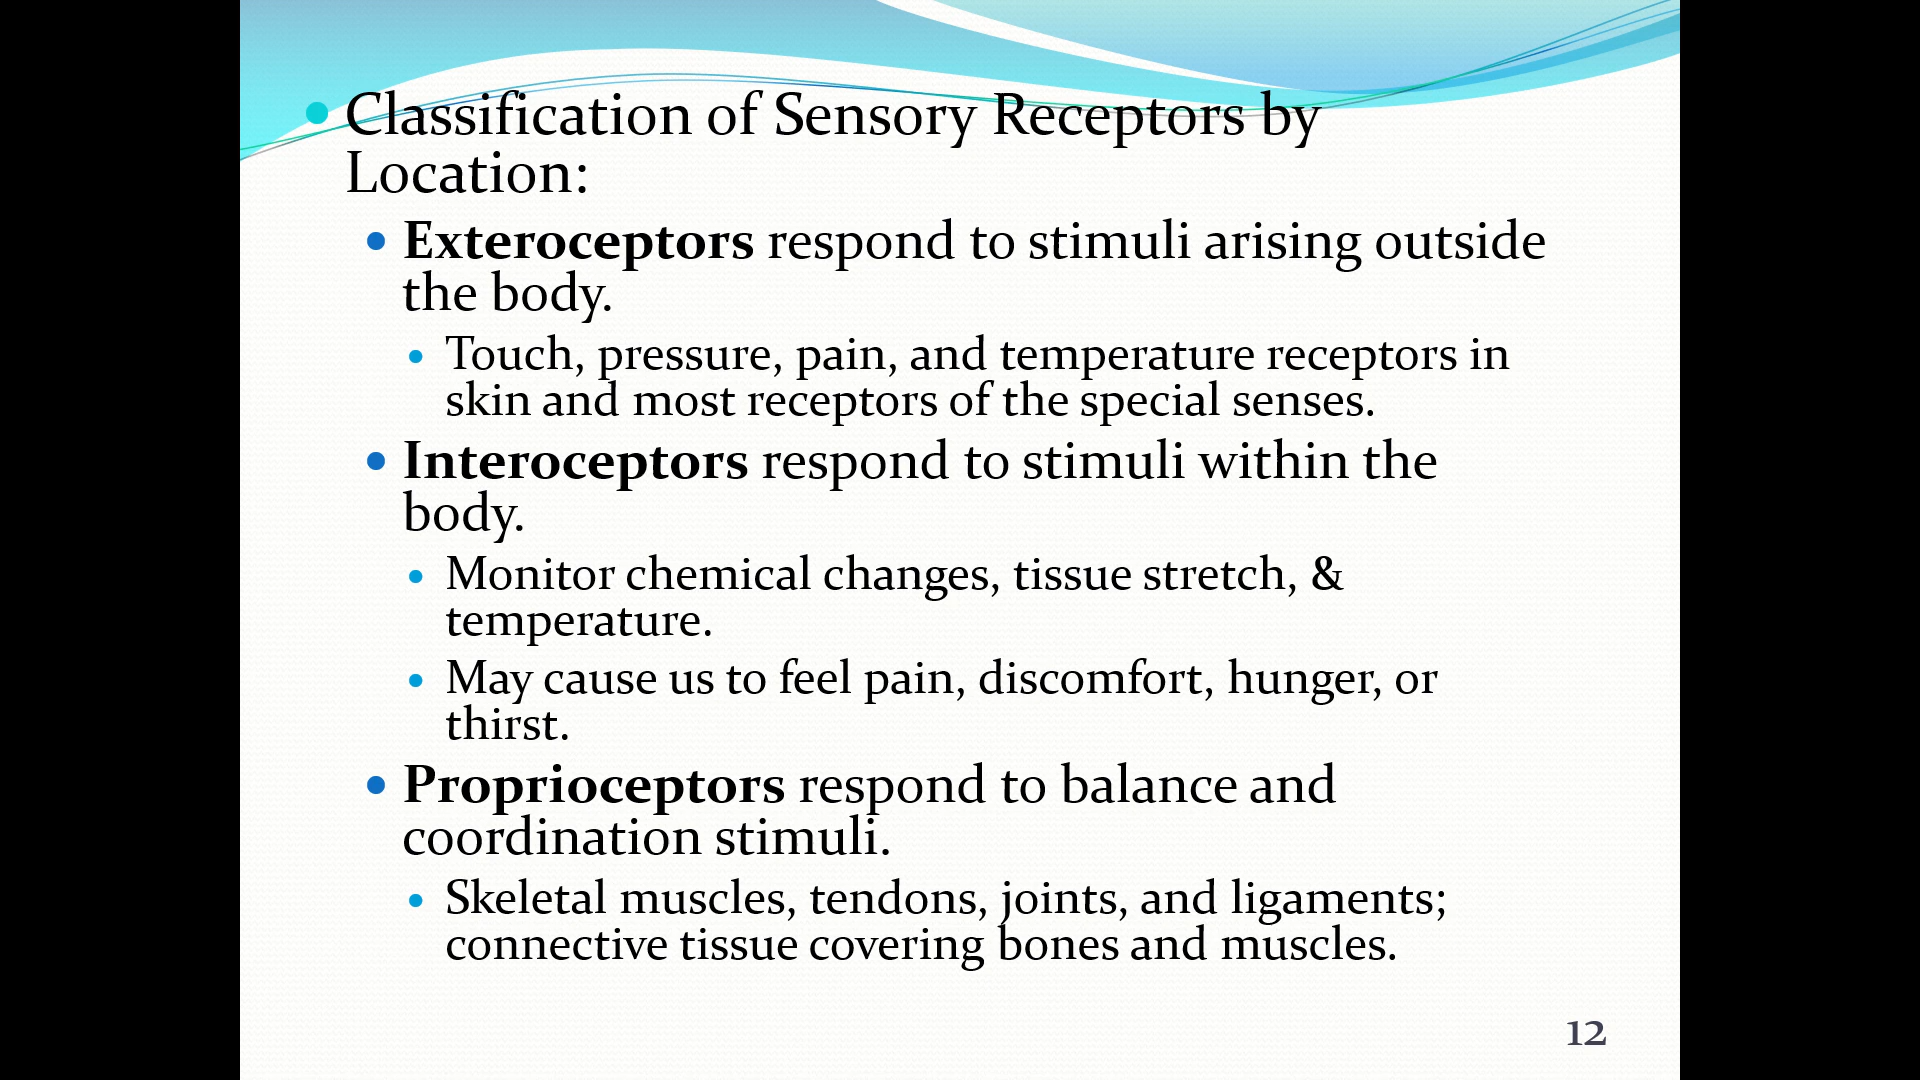 Classification of Sensory Receptors by
Location:
Exteroceptors respond to stimuli arising outside
the body.
Touch, pressure, pain, and temperature receptors in
skin and most receptors of the special senses.
Interoceptors respond to stimuli within the
body.
Monitor chemical changes, tissue stretch, &
temperature.
May cause us to feel pain, discomfort, hunger, or
thirst.
Proprioceptors respond to balance and
coordination stimuli.
Skeletal muscles, tendons, joints, and ligaments;
connective tissue covering bones and muscles.
12